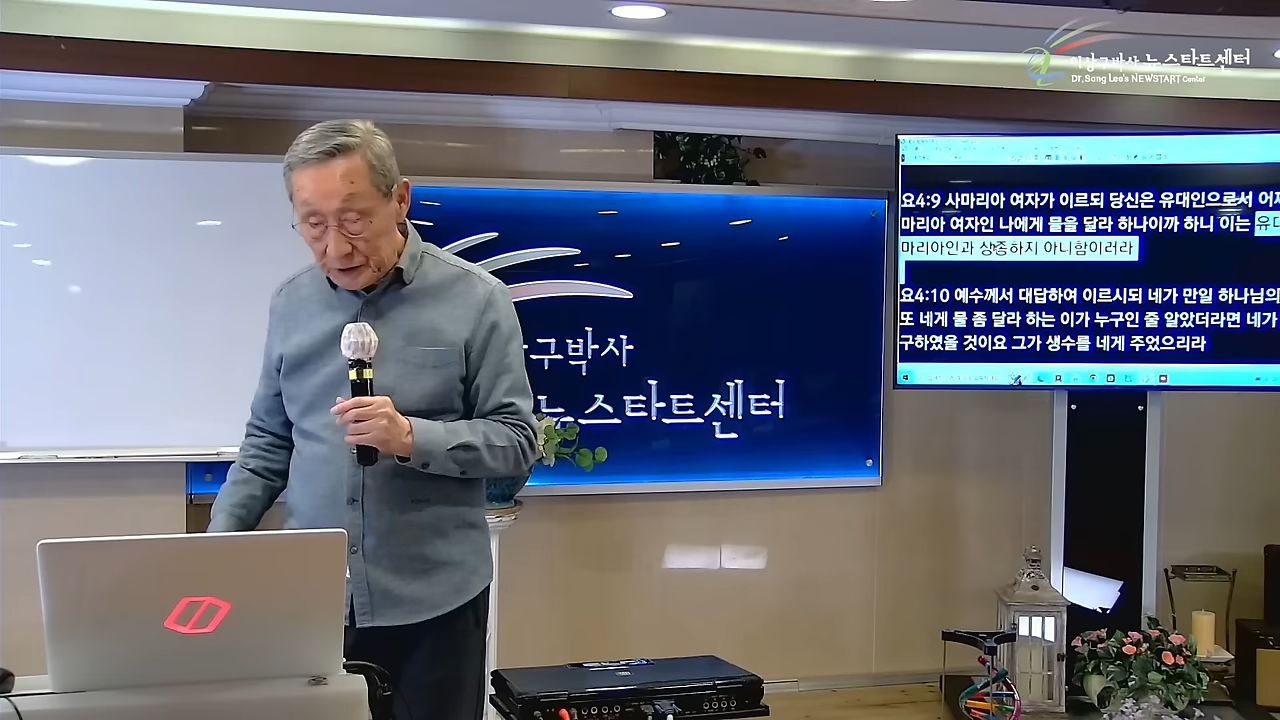 이상구박사 뉴스타트센터
Dr. Sang Lee's NEWSTART Center
요4:9 사마리아 여자가 이르되 당신은 유대인으로서
마리아 여자인 나에게 물을 달라 하나이까 하니 이는
마리아인과 상종하지 아니함이러라
요4:10 예수께서 대답하여 이르시되 네가 만일 하나님의
또 네게 물 좀 달라 하는 이가 누구인 줄 알았더라면 네가
구하였을 것이요 그가 생수를 네게 주었으리라
구박사
뉴스타트센터